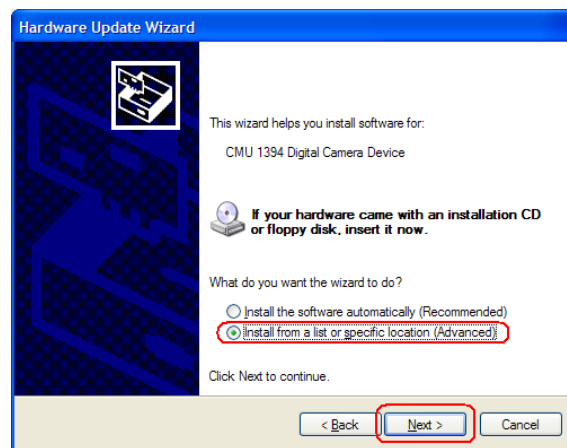 Hardware Update Wizard
This wizard helps you install software for:
CMU 1394 Digital Camera Device
If your hardware came with an installation CD
or floppy disk, insert it now.
What do you want the wizard to do?
Install the software automatically (Recommended)
Install from a list or specific location (Advanced)
Click Next to continue.
< Back Next > Cancel